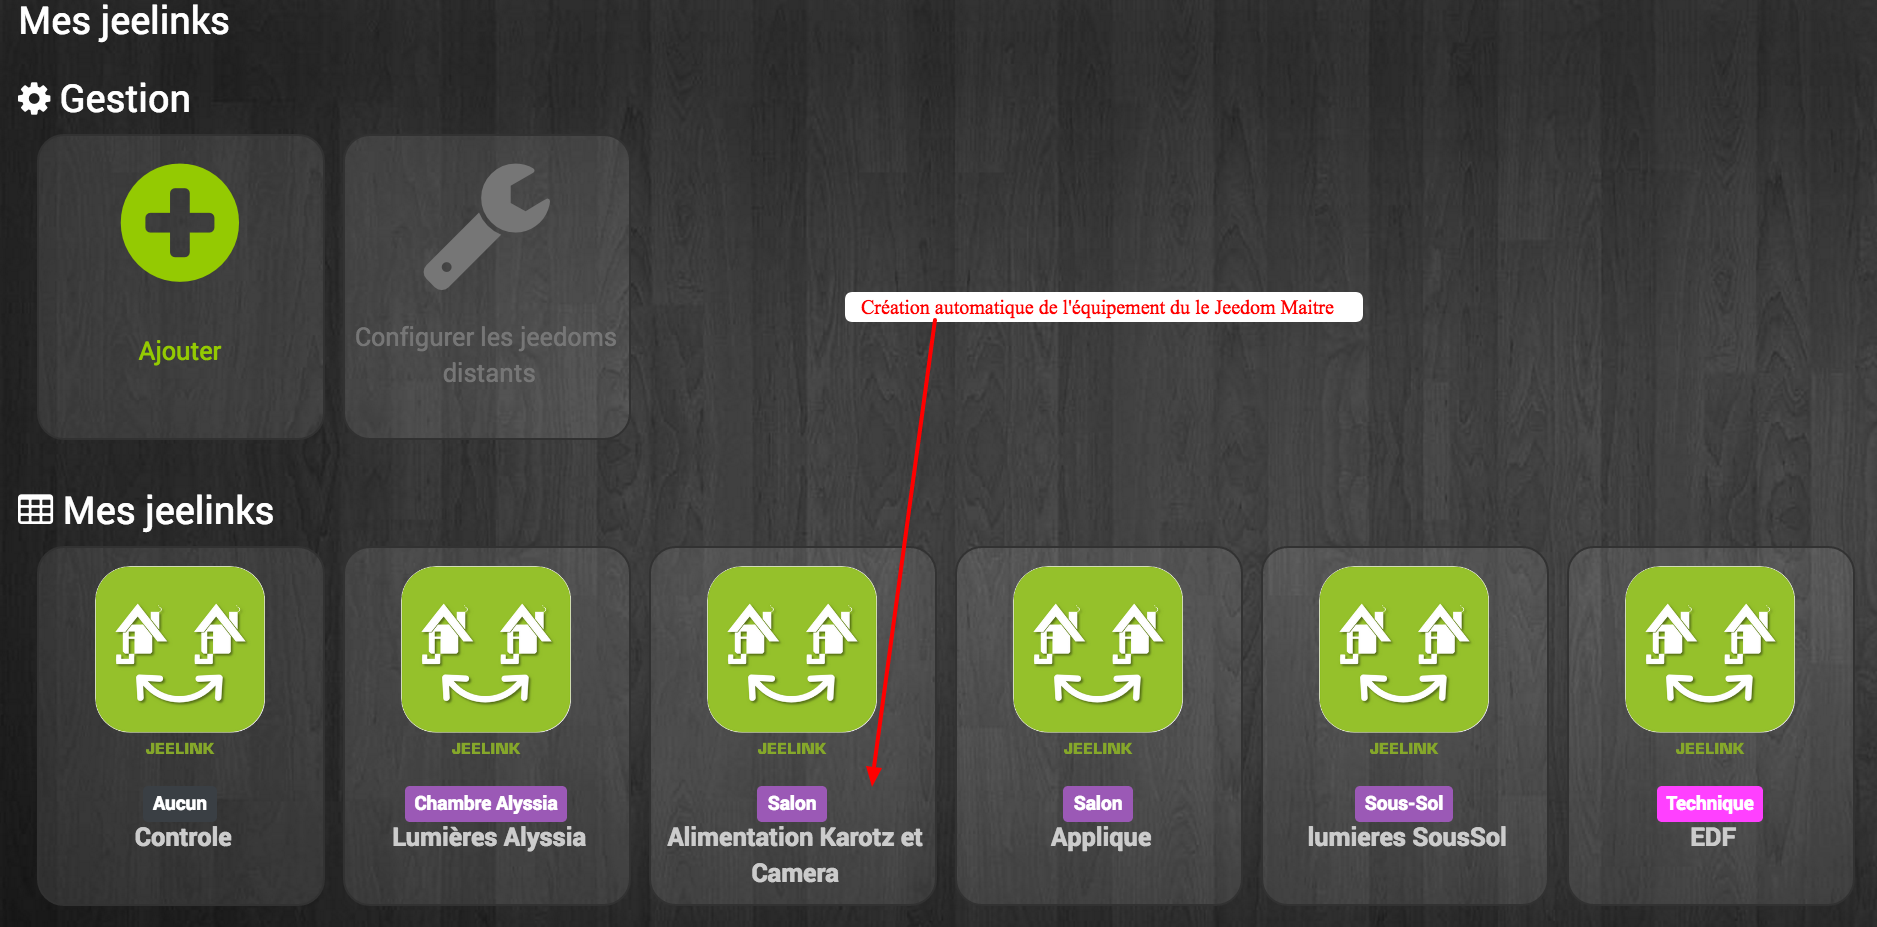 Mes jeelinks
Gestion
Ajouter
Configurer les jeedoms
distants
Création automatique de l'équipement du le Jeedom Maitre
Mes jeelinks
JEELINK
Aucun
Controle
JEELINK
Chambre Alyssia
Lumières Alyssia
JEELINK
Salon
Alimentation Karotz et
Camera
JEELINK
Salon
Applique
JEELINK
Sous-Sol
lumieres SousSol
JEELINK
Technique
EDF